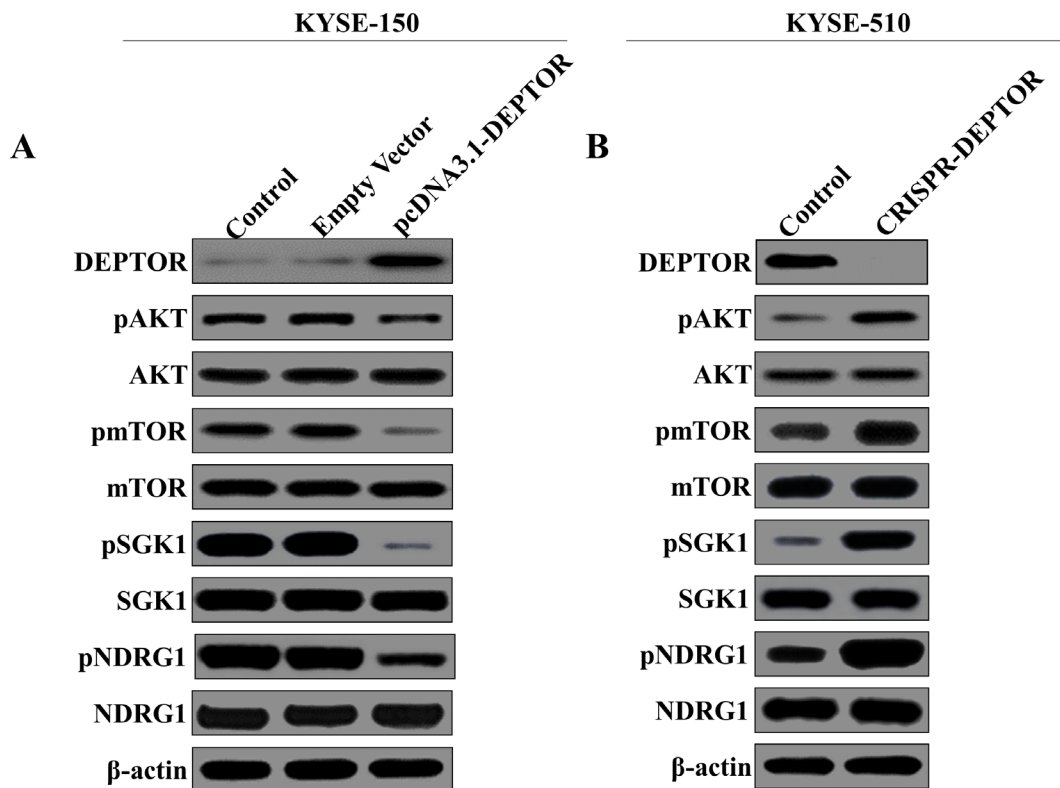 KYSE-150
KYSE-510
A
Control
Empty Vector
pcDNA3.1-DEPTOR
DEPTOR
pAKT
AKT
pmTOR
mTOR
pSGK1
SGK1
pNDRG1
NDRG1
β-actin
B
Control
CRISPR-DEPTOR
DEPTOR
pAKT
AKT
pmTOR
mTOR
pSGK1
SGK1
pNDRG1
NDRG1
β-actin